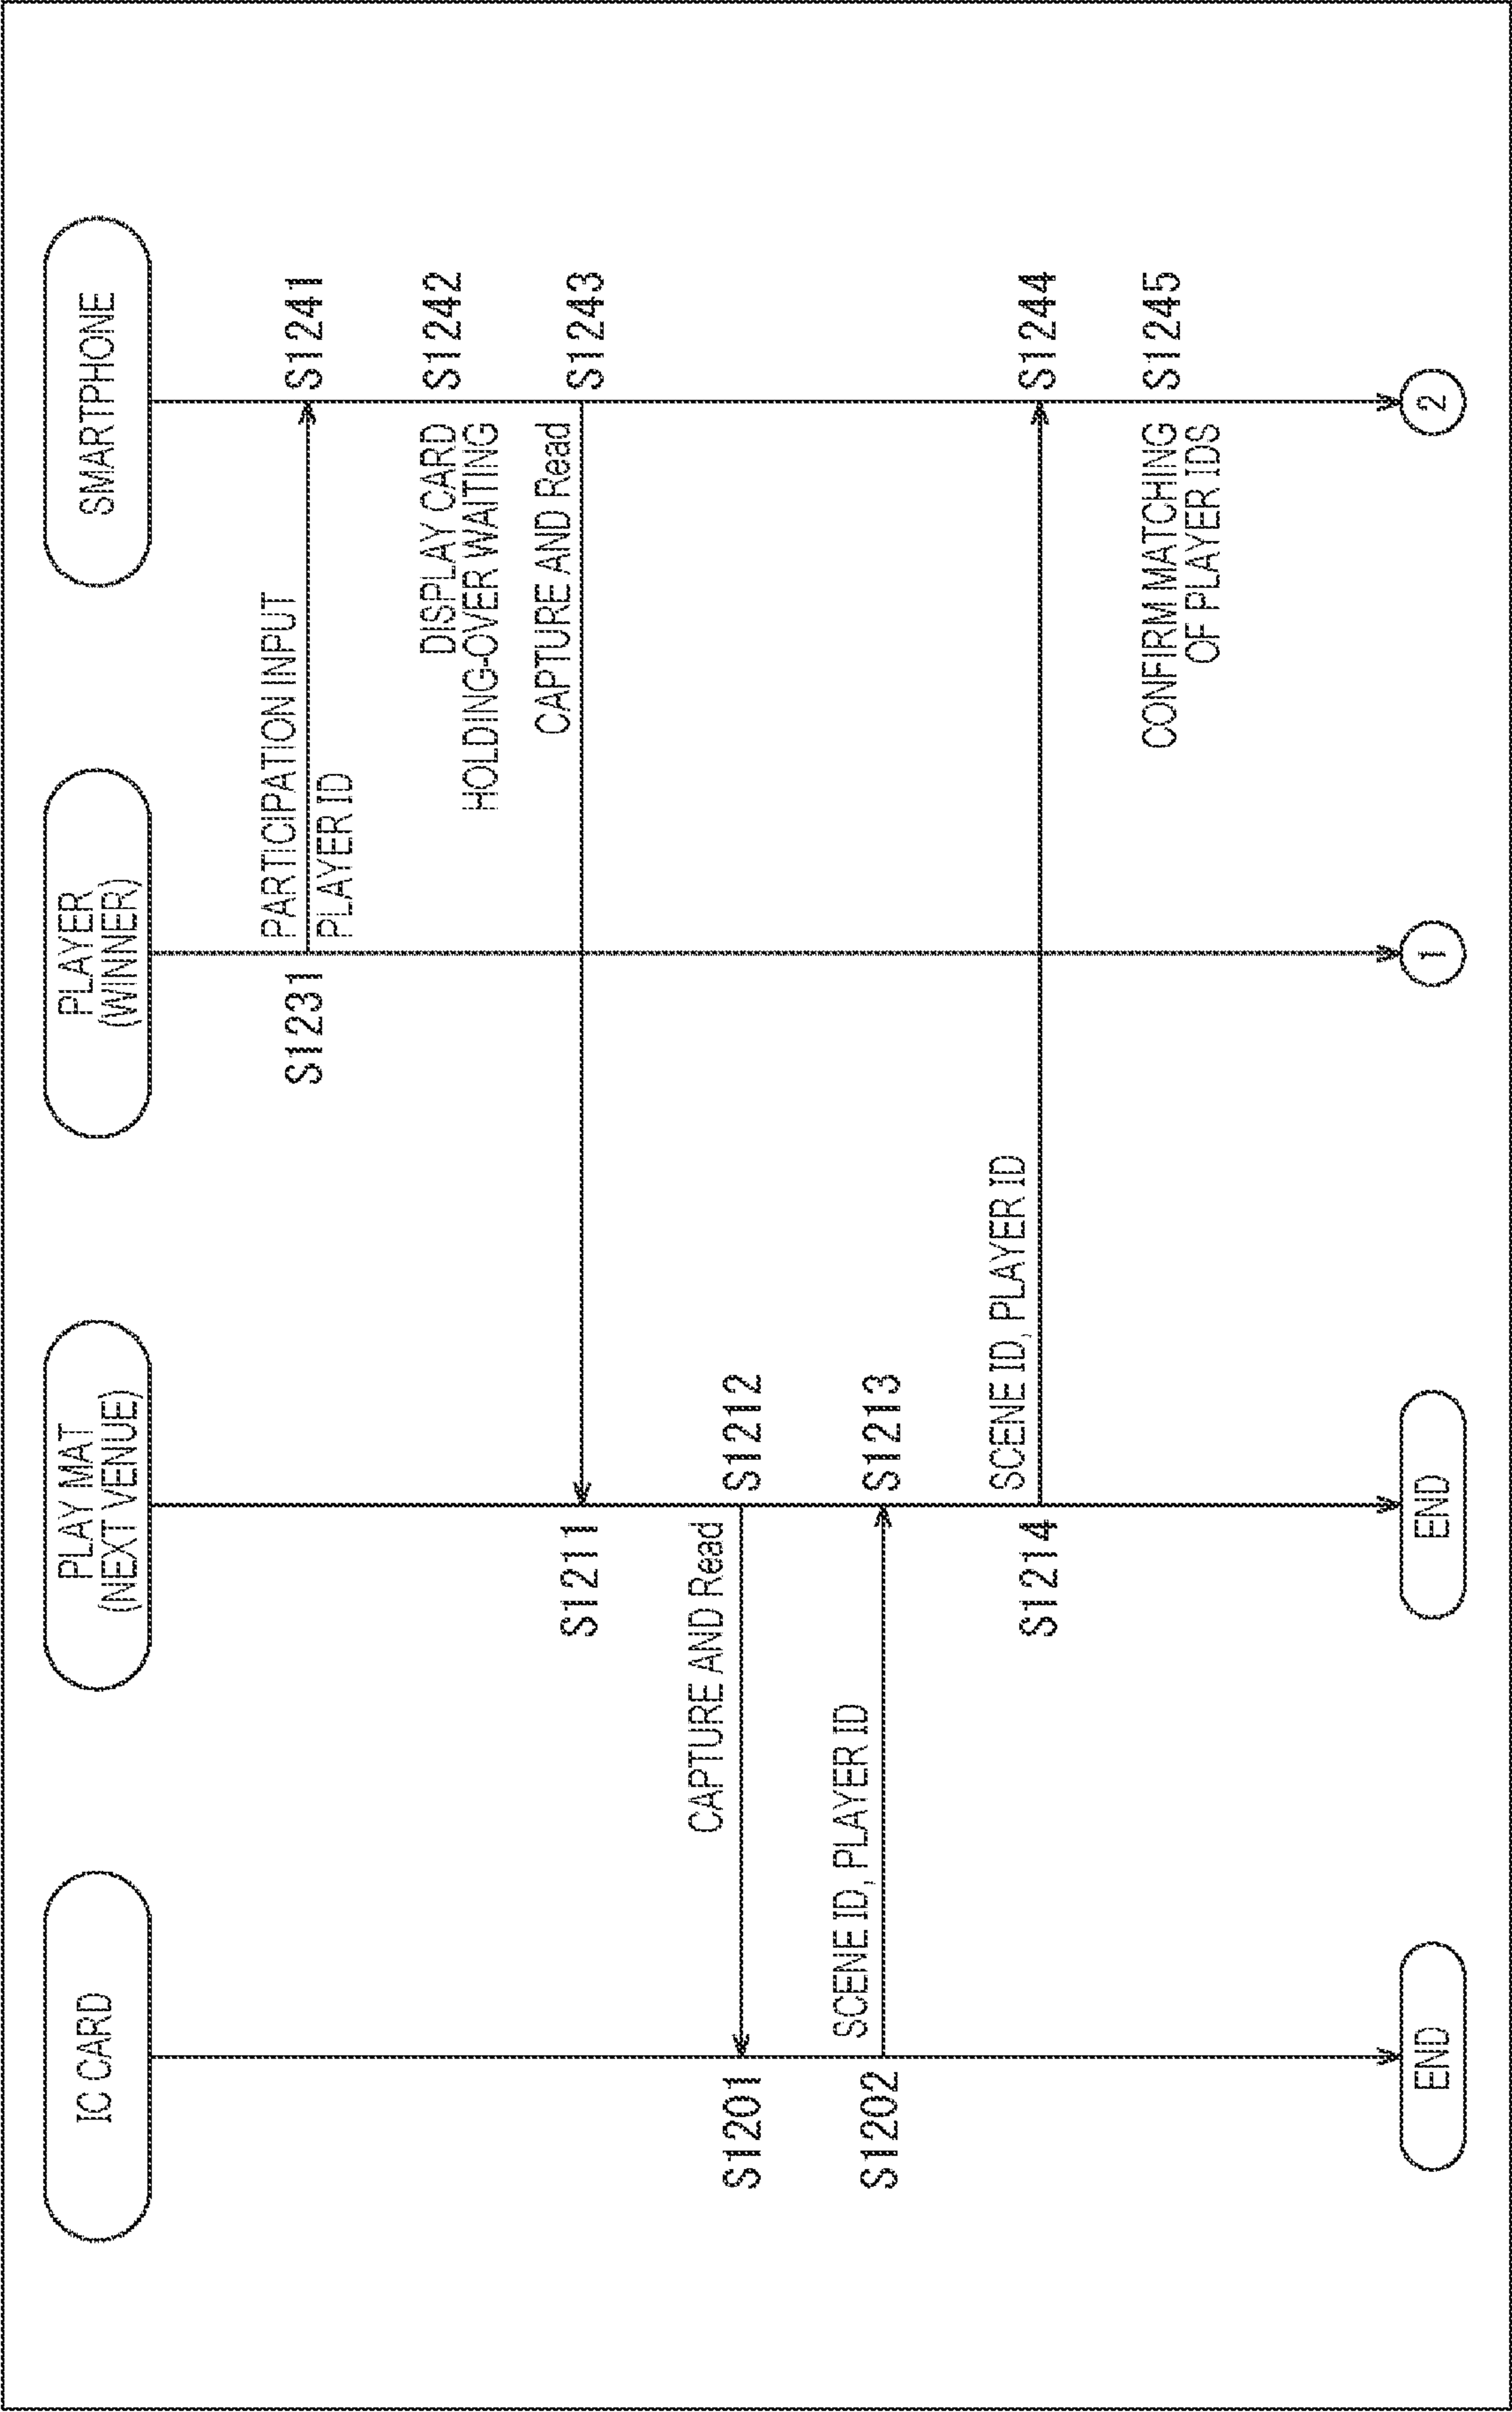 IC CARD
PLAY MAT
(NEXT VENUE)
PLAYER
(WINNER)
SMARTPHONE
S1231
PARTICIPATION INPUT
PLAYER ID
S1241
DISPLAY CARD
HOLDING-OVER WAITING
S1242
CAPTURE AND Read
S1243
S1211
CAPTURE AND Read
S1212
S1201
SCENE ID, PLAYER ID
S1213
S1202
SCENE ID, PLAYER ID
S1244
S1214
CONFIRM MATCHING
OF PLAYER IDS
S1245
END
END
1
2